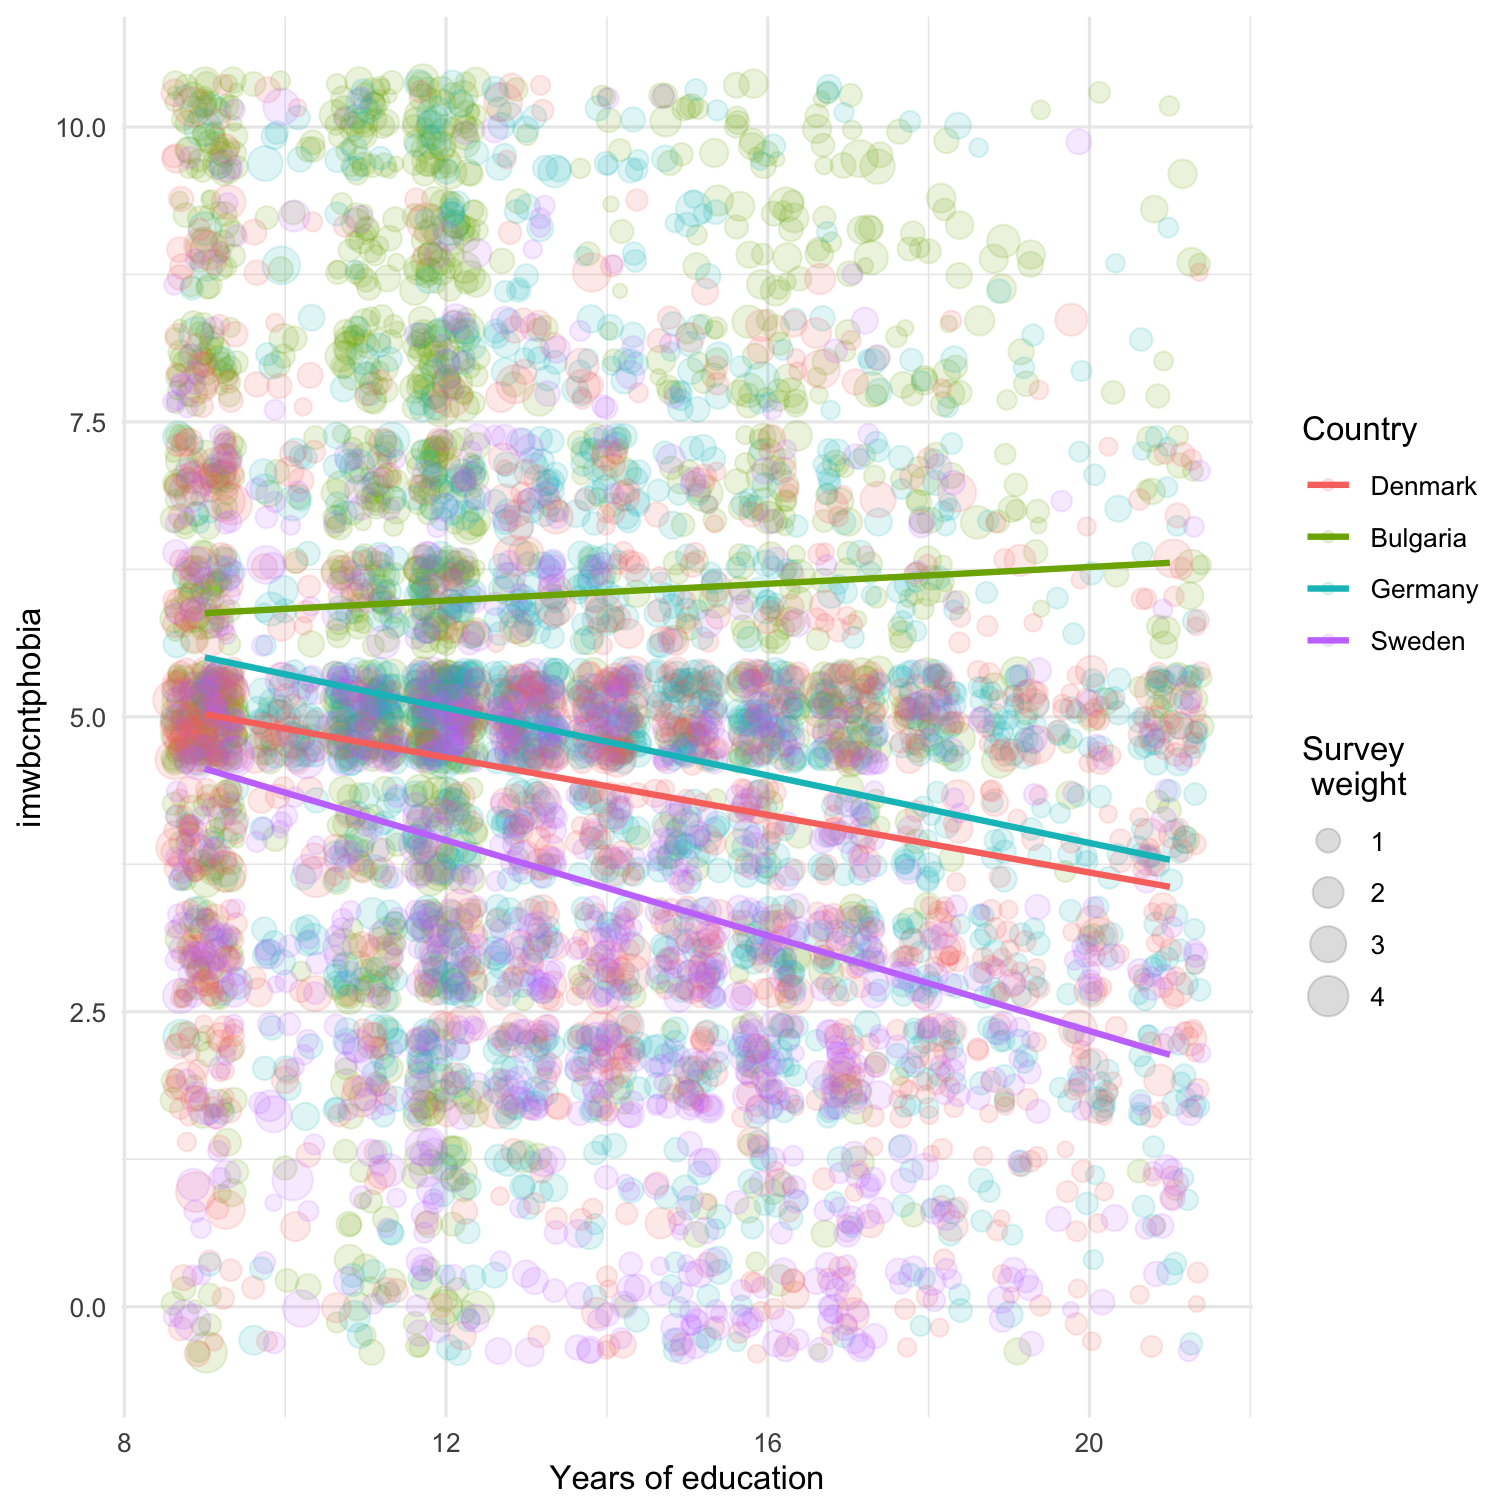 10.0
7.5
5.0
2.5
0.0
imwbcntphobia
8 12 16 20
Years of education
Country
Denmark
Bulgaria
Germany
Sweden
Survey
weight
1
2
3
4